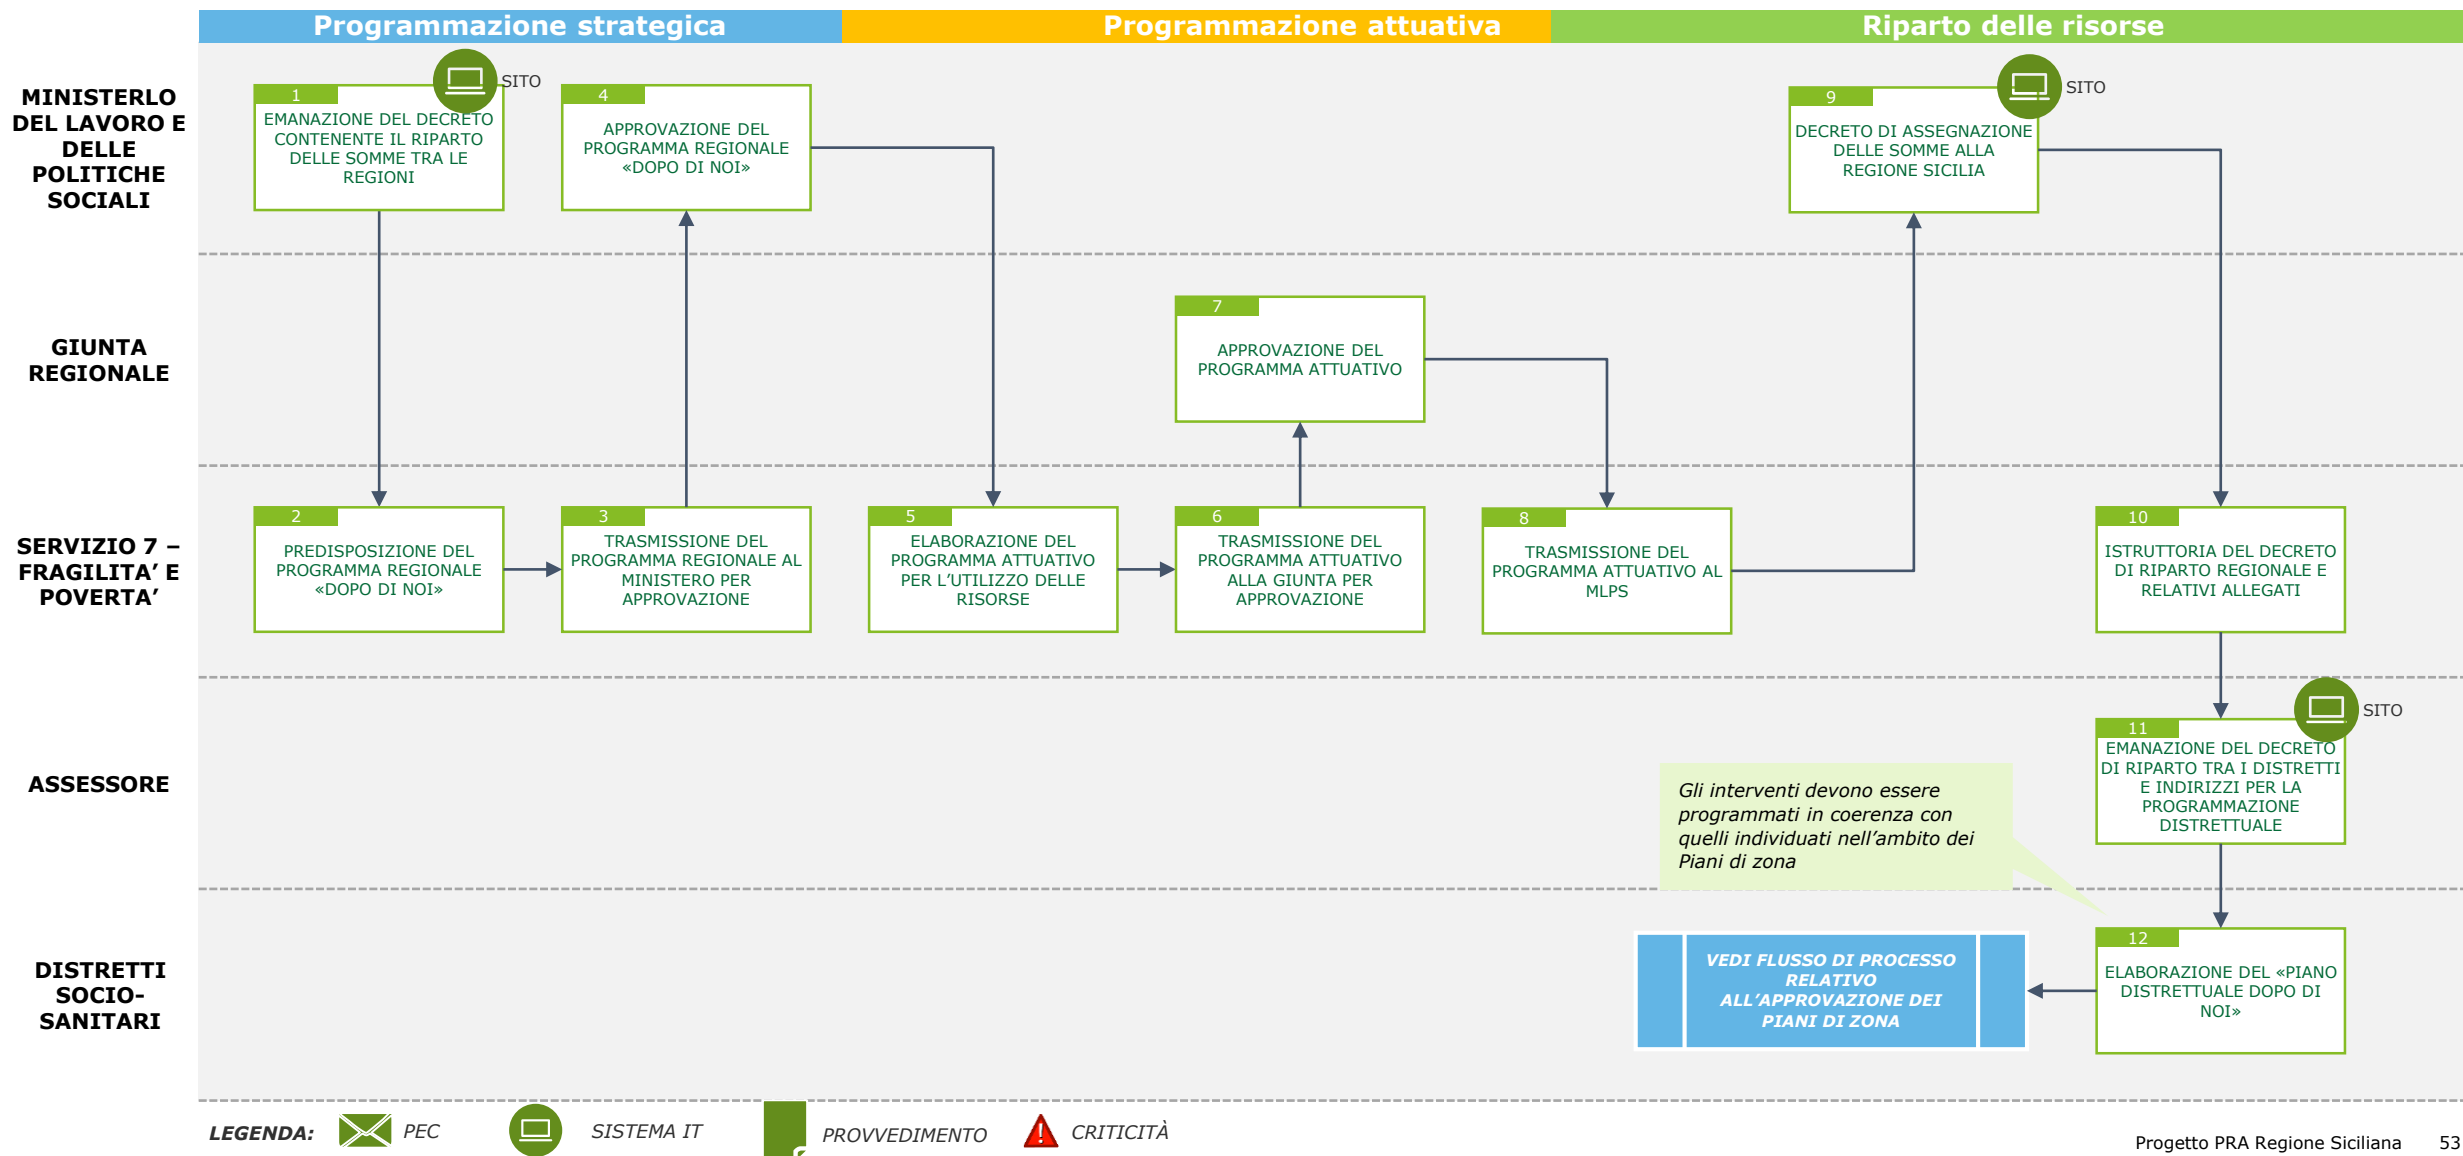 Programmazione strategica
Programmazione attuativa
Riparto delle risorse
MINISTERLO
DEL LAVORO E
DELLE
POLITICHE
SOCIALI
1
EMANAZIONE DEL DECRETO
CONTENENTE IL RIPARTO
DELLE SOMME TRA LE
REGIONI
SITO
4
APPROVAZIONE DEL
PROGRAMMA REGIONALE
«DOPO DI NOI»
9
DECRETO DI ASSEGNAZIONE
DELLE SOMME ALLA
REGIONE SICILIA
SITO
GIUNTA
REGIONALE
7
APPROVAZIONE DEL
PROGRAMMA ATTUATIVO
SERVIZIO 7 –
FRAGILITA’ E
POVERTA’
2
PREDISPOSIZIONE DEL
PROGRAMMA REGIONALE
«DOPO DI NOI»
3
TRASMISSIONE DEL
PROGRAMMA REGIONALE AL
MINISTERO PER
APPROVAZIONE
5
ELABORAZIONE DEL
PROGRAMMA ATTUATIVO
PER L’UTILIZZO DELLE
RISORSE
6
TRASMISSIONE DEL
PROGRAMMA ATTUATIVO
ALLA GIUNTA PER
APPROVAZIONE
8
TRASMISSIONE DEL
PROGRAMMA ATTUATIVO AL
MLPS
10
ISTRUTTORIA DEL DECRETO
DI RIPARTO REGIONALE E
RELATIVI ALLEGATI
ASSESSORE
Gli interventi devono essere
programmati in coerenza con
quelli individuati nell’ambito dei
Piani di zona
11
EMANAZIONE DEL DECRETO
DI RIPARTO TRA I DISTRETTI
E INDIRIZZI PER LA
PROGRAMMAZIONE
DISTRETTUALE
SITO
DISTRETTI
SOCIO-
SANITARI
VEDI FLUSSO DI PROCESSO
RELATIVO
ALL’APPROVAZIONE DEI
PIANI DI ZONA
12
ELABORAZIONE DEL «PIANO
DISTRETTUALE DOPO DI
NOI»
LEGENDA:
PEC
SISTEMA IT
PROVVEDIMENTO
CRITICITÀ
Progetto PRA Regione Siciliana 53